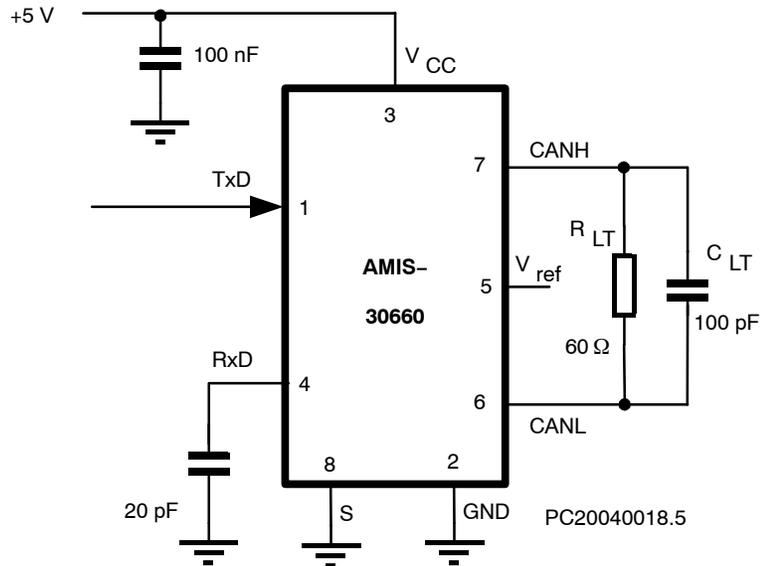 +5 V
100 nF
V CC
3
7
CANH
TxD
1
R LT
C LT
AMIS–
30660
5
V ref
100 pF
60 Ω
RxD
4
6
CANL
8
2
20 pF
S
GND
PC20040018.5